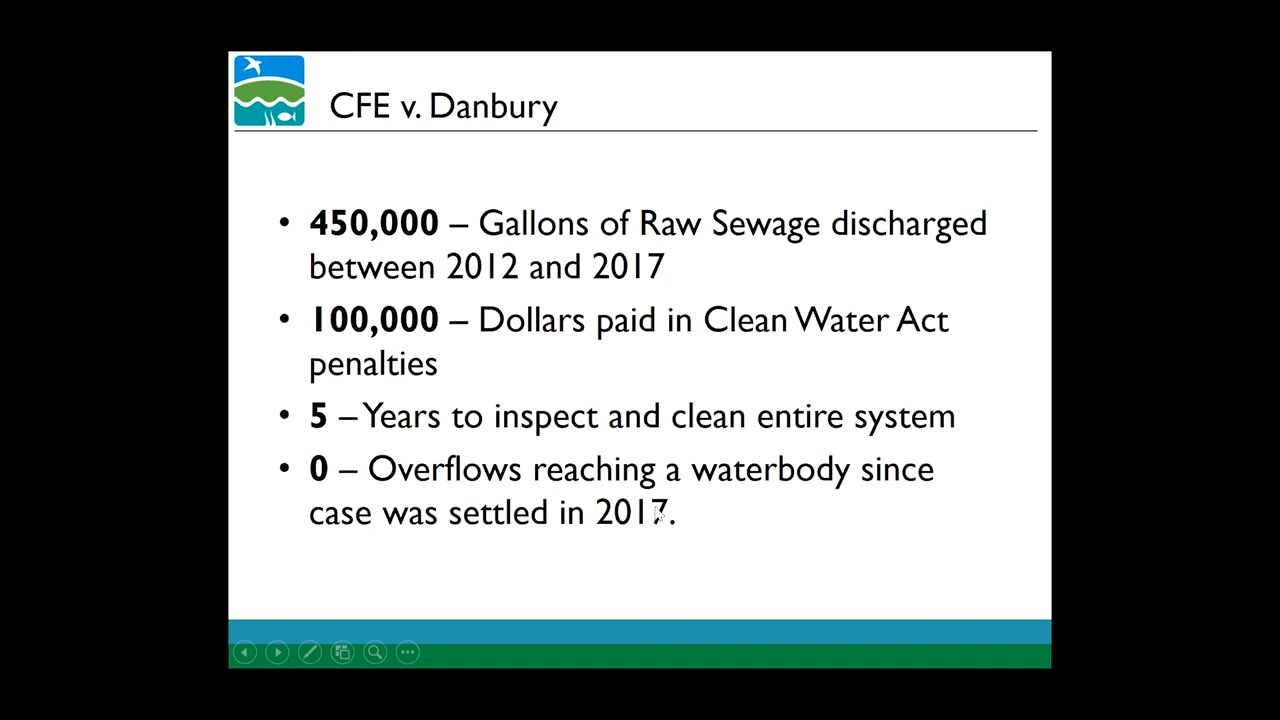 CFE v. Danbury
• 450,000 – Gallons of Raw Sewage discharged
between 2012 and 2017
• 100,000 – Dollars paid in Clean Water Act
penalties
• 5 – Years to inspect and clean entire system
• 0 – Overflows reaching a waterbody since
case was settled in 2017.